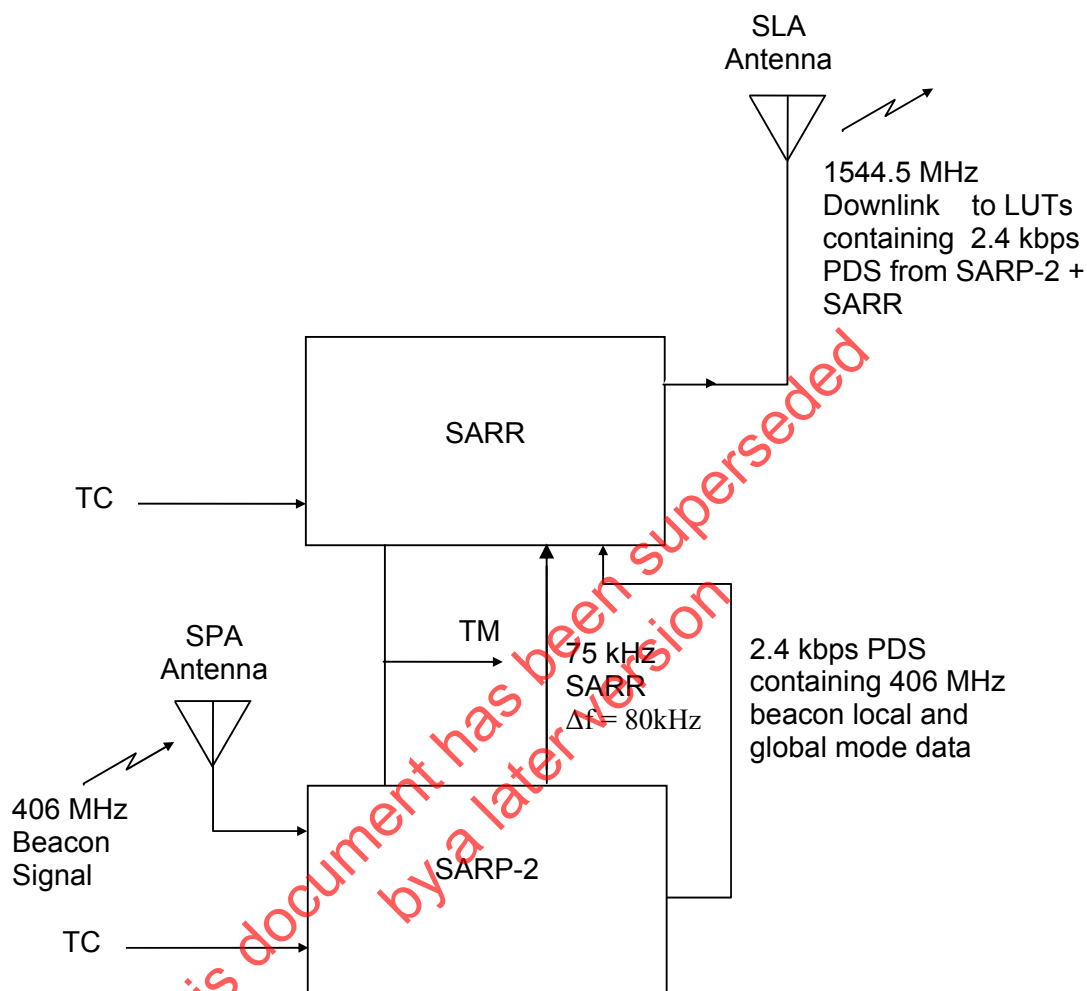 SLA
Antenna
1544.5 MHz
Downlink to LUTs
containing 2.4 kbps
PDS from SARP-2 +
SARR
SARR
TC
TM
75 kHz
SARR
Δf = 80kHz
2.4 kbps PDS
containing 406 MHz
beacon local and
global mode data
SPA
Antenna
406 MHz
Beacon
Signal
SARP-2
TC
is document has been superseded
by a later version